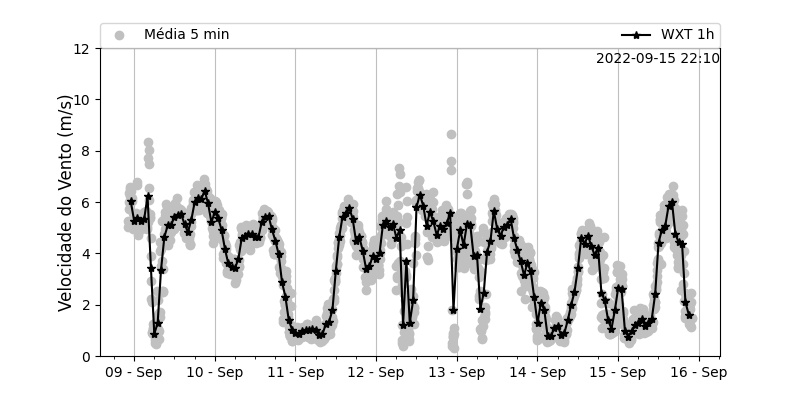 Média 5 min
WXT 1h
2022-09-15 22:10
Velocidade do Vento (m/s)
12
10
8
6
4
2
0
09 - Sep 10 - Sep 11 - Sep 12 - Sep 13 - Sep 14 - Sep 15 - Sep 16 - Sep